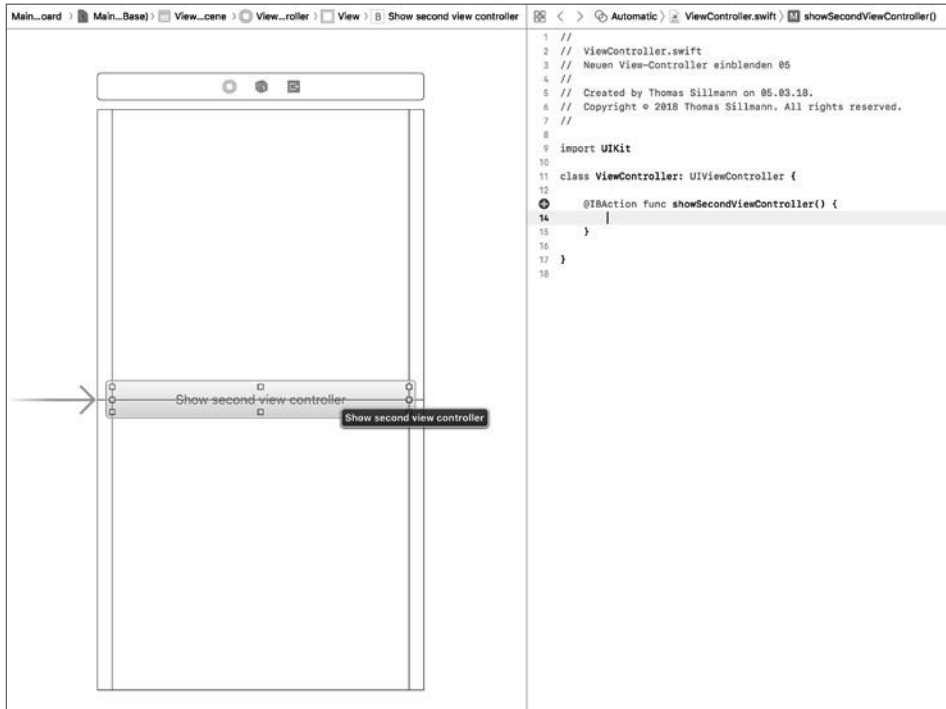 Main...oard 〉 Main...Base) 〉 View...cene 〉 View...roller 〉 View 〉 B Show second view controller
Automatic 〉 ViewController.swift 〉 M showSecondViewController()
1 //
2 //  ViewController.swift
3 //  Neuen View-Controller einblenden 05
4 //
5 //  Created by Thomas Sillmann on 05.03.18.
6 //  Copyright © 2018 Thomas Sillmann. All rights reserved.
7 //
8
9 import UIKit
10
11 class ViewController: UIViewController {
12
@IBAction func showSecondViewController() {
14
15 }
16
17 }
18
Show second view controller
Show second view controller